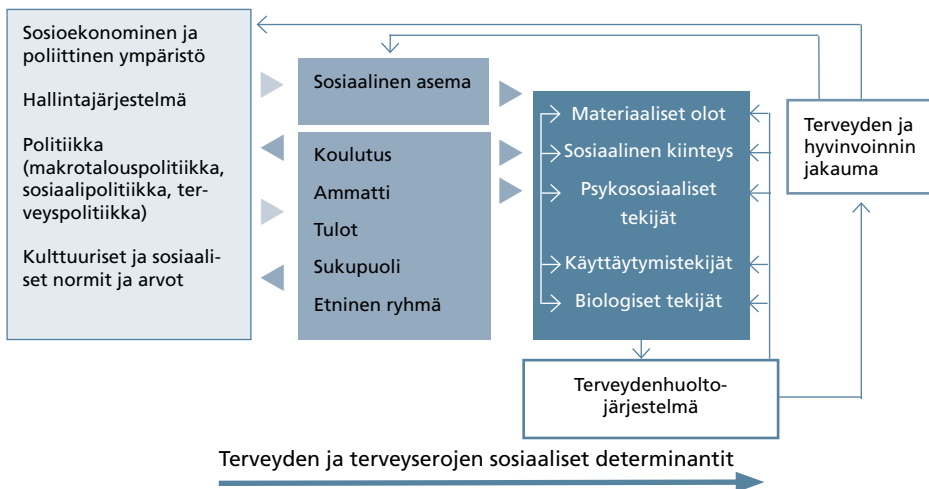 Sosioekonominen ja
poliittinen ympäristö
Hallintajärjestelmä
Politiikka
(makrotalouspolitiikka,
sosiaalipolitiikka, ter-
veyspolitiikka)
Kulttuuriset ja sosiaali-
set normit ja arvot
Sosiaalinen asema
Koulutus
Ammatti
Tulot
Sukupuoli
Etninen ryhmä
Materiaaliset olot
Sosiaalinen kiinteys
Psykososiaaliset
tekijät
Käyttäytymistekijät
Biologiset tekijät
Terveyden ja
hyvinvoinnin
jakauma
Terveydenhuolto-
järjestelmä
Terveyden ja terveyserojen sosiaaliset determinantit